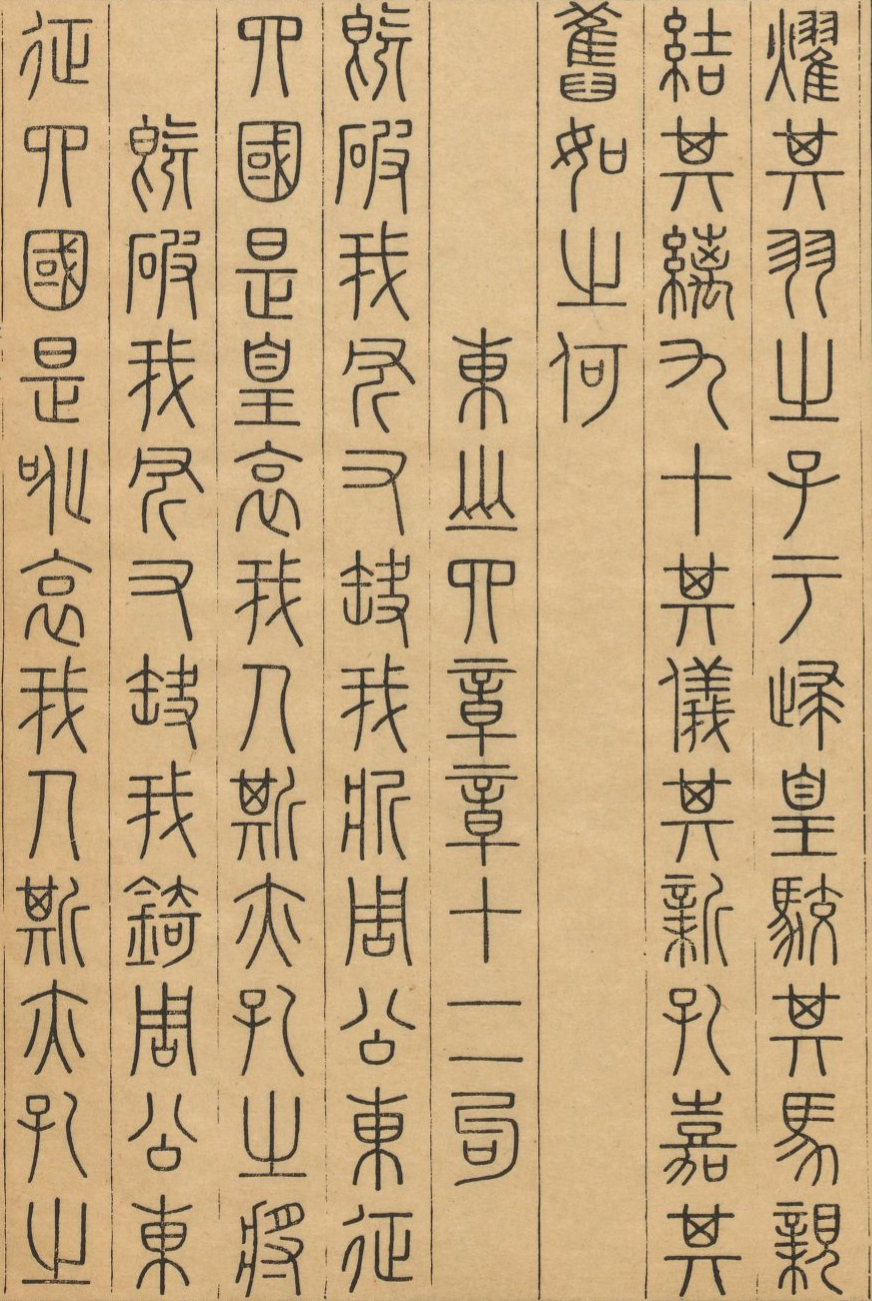 燿其羽之子于歸皇駁其馬親
結其縭九十其儀其新孔嘉其
舊如之何
東山四章章十二句
既破我斧又缺我斨周公東征
四國是皇哀我人斯亦孔之將
既破我斧又缺我錡周公東
征四國是吪哀我人斯亦孔之